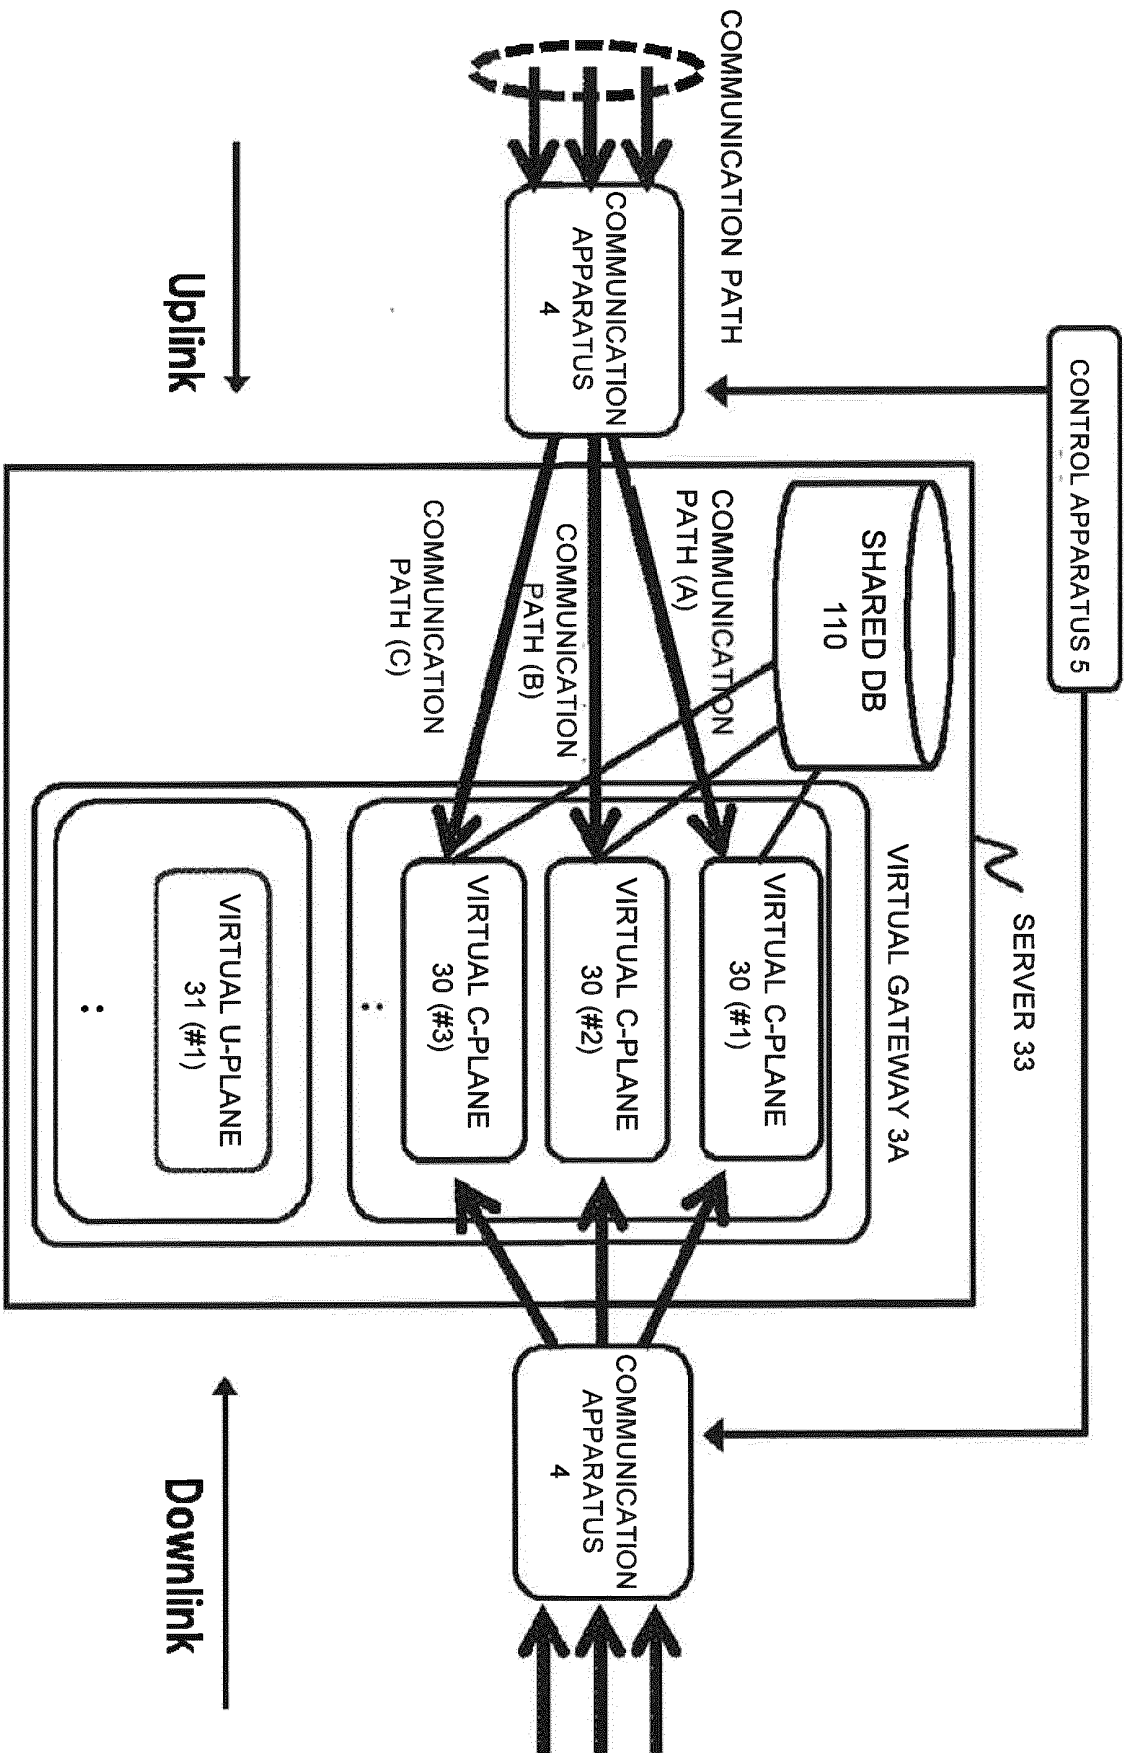 CONTROL APPARATUS 5
COMMUNICATION PATH
SERVER 33
VIRTUAL GATEWAY 3A
SHARED DB
110
COMMUNICATION
APPARATUS
4
COMMUNICATION
PATH (A)
COMMUNICATION
PATH (B)
COMMUNICATION
PATH (C)
VIRTUAL C-PLANE
30 (#1)
VIRTUAL C-PLANE
30 (#2)
VIRTUAL C-PLANE
30 (#3)
:
VIRTUAL U-PLANE
31 (#1)
:
COMMUNICATION
APPARATUS
4
Uplink
Downlink